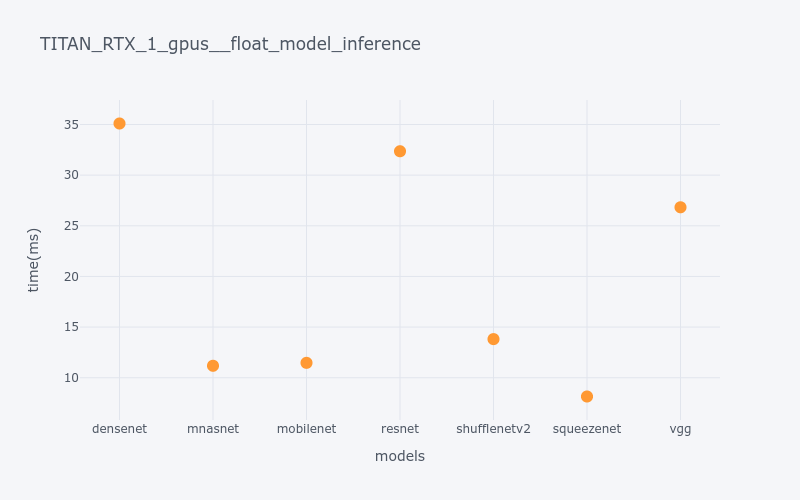 TITAN_RTX_1_gpus__float_model_inference
35
30
25
20
15
10
time(ms)
densenet mnasnet mobilenet resnet shufflenetv2 squeezenet vgg
models